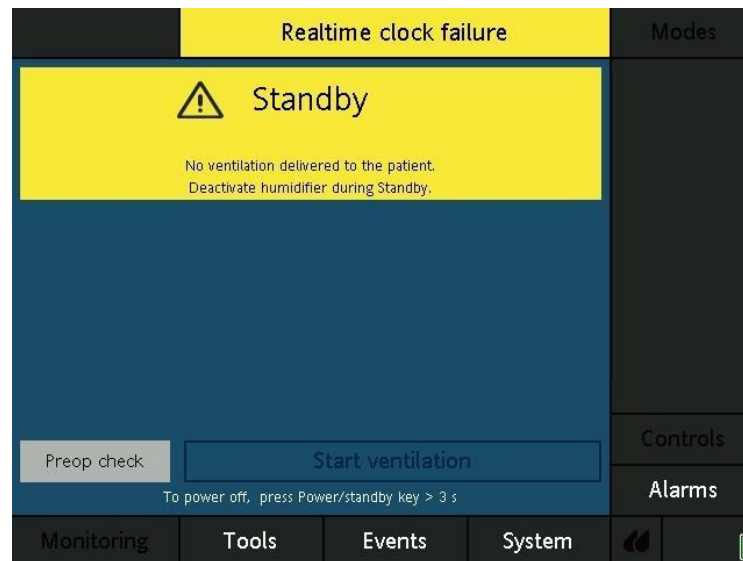 Realtime clock failure
Modes
Standby
No ventilation delivered to the patient.
Deactivate humidifier during Standby.
Controls
Preop check
Start ventilation
Alarms
To power off, press Power/standby key > 3 s
Monitoring
Tools
Events
System